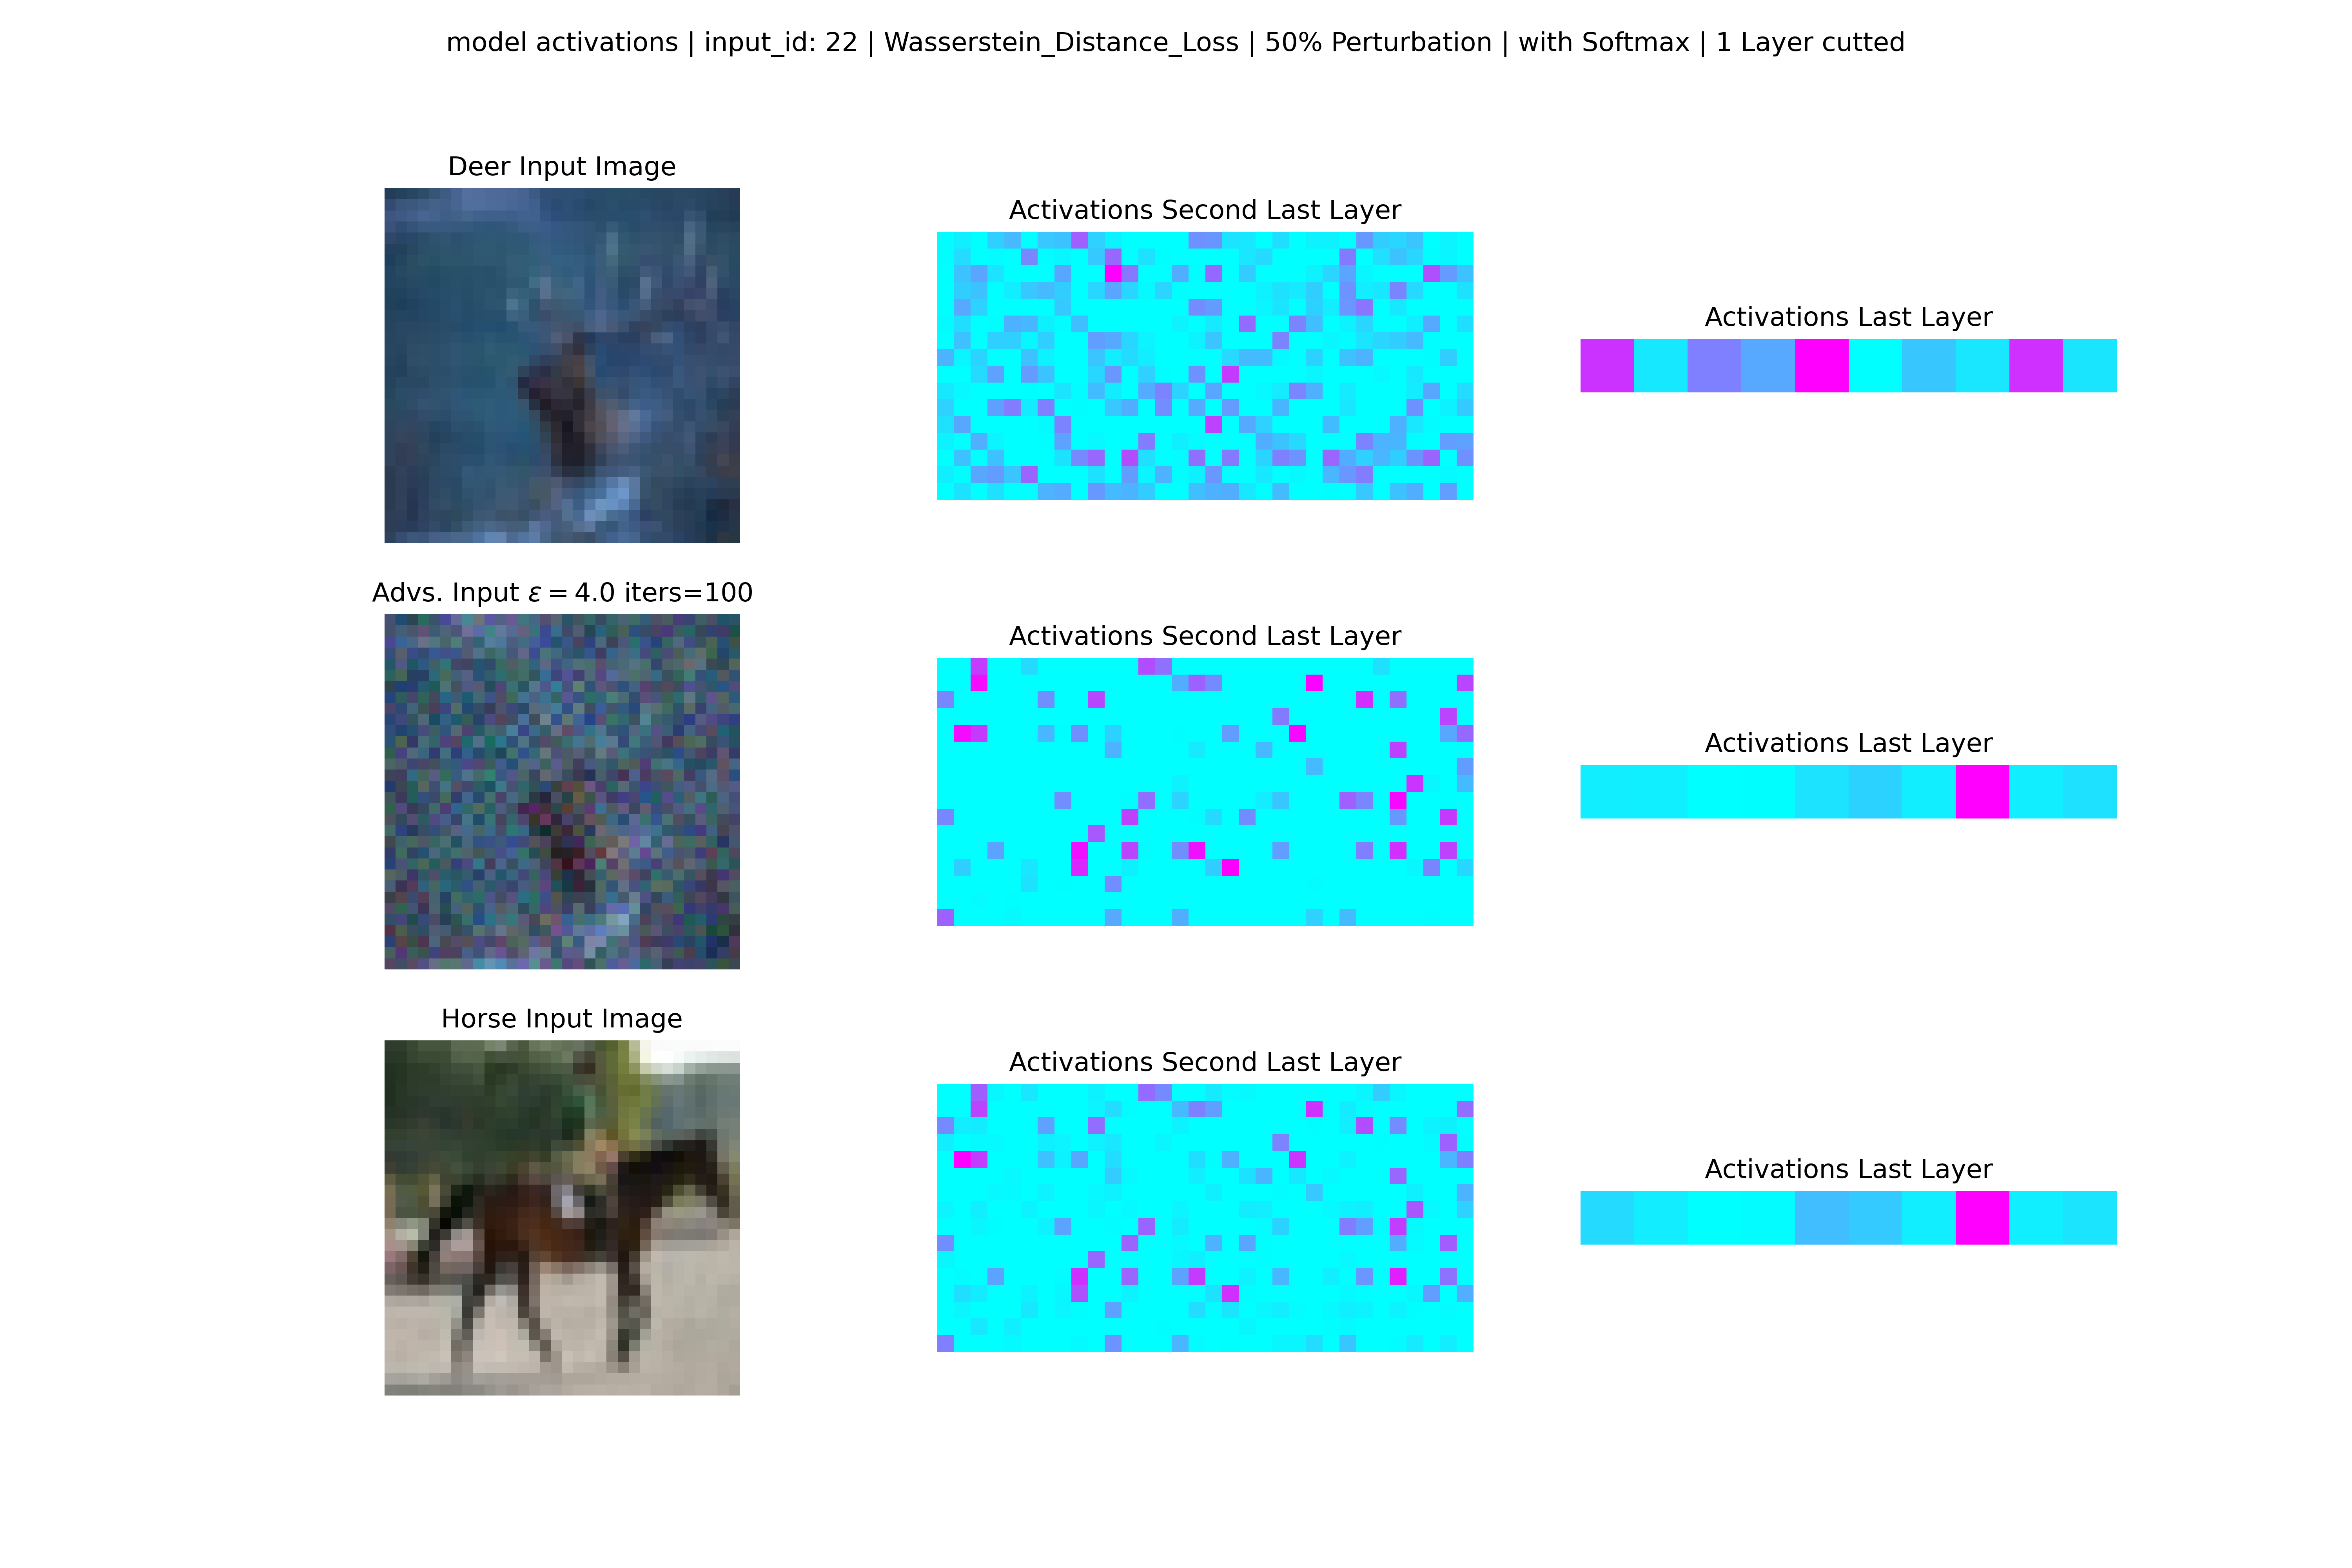 model activations | input_id: 22 | Wasserstein_Distance_Loss | 50% Perturbation | with Softmax | 1 Layer cutted
Deer Input Image
Activations Second Last Layer
Activations Last Layer
Advs. Input ε = 4.0 iters=100
Activations Second Last Layer
Activations Last Layer
Horse Input Image
Activations Second Last Layer
Activations Last Layer